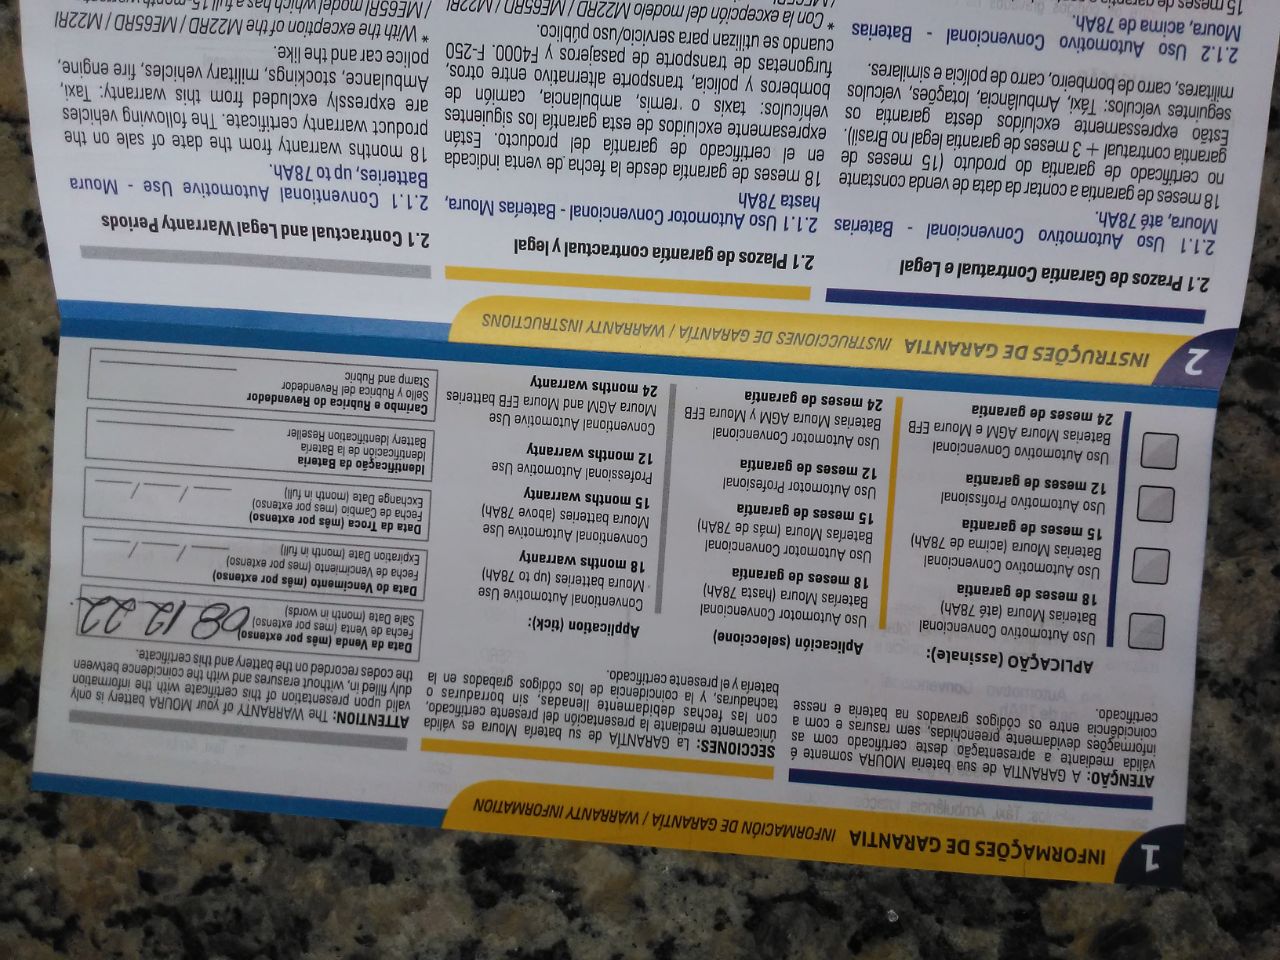 1 INFORMAÇÕES DE GARANTIA INFORMACIÓN DE GARANTÍA / WARRANTY INFORMATION
ATENÇÃO: A GARANTIA de sua bateria MOURA somente é
válida mediante a apresentação deste certificado com as
informações devidamente preenchidas, sem rasuras e com a
coincidência entre os códigos gravados na bateria e nesse
certificado.
SECCIONES: La GARANTÍA de su batería Moura es válida
únicamente mediante la presentación del presente certificado,
con las fechas debidamente llenadas, sin borraduras o
tachaduras, y la coincidencia de los códigos grabados en la
batería y el presente certificado.
ATTENTION: The WARRANTY of your MOURA battery is only
valid upon presentation of this certificate with the information
duly filled in, without erasures and with the coincidence between
the codes recorded on the battery and this certificate.
APLICAÇÃO (assinale):
Uso Automotivo Convencional
Baterias Moura (até 78Ah)
18 meses de garantia
Uso Automotivo Convencional
Baterias Moura (acima de 78Ah)
15 meses de garantia
Uso Automotivo Profissional
12 meses de garantia
Uso Automotivo Convencional
Baterias Moura AGM e Moura EFB
24 meses de garantia
Aplicación (seleccione)
Uso Automotor Convencional
Baterías Moura (hasta 78Ah)
18 meses de garantía
Uso Automotor Convencional
Baterías Moura (más de 78Ah)
15 meses de garantía
Uso Automotor Profesional
12 meses de garantía
Uso Automotor Convencional
Baterias Moura AGM y Moura EFB
24 meses de garantía
Application (tick):
Conventional Automotive Use
Moura batteries (up to 78Ah)
18 months warranty
Conventional Automotive Use
Moura batteries (above 78Ah)
15 months warranty
Professional Automotive Use
12 months warranty
Conventional Automotive Use
Moura AGM and Moura EFB batteries
24 months warranty
Data da Venda (mês por extenso)
Fecha de Venta (mes por extenso)
Sale Date (month in words)
08 12 22.
Data do Vencimento (mês por extenso)
Fecha de Vencimiento (mes por extenso)
Expiration Date (month in full) ____ /____ /____
Data da Troca (mês por extenso)
Fecha de Cambio (mes por extenso)
Exchange Date (month in full) ____ /____ /____
Identificação da Bateria
Identificación de la Batería
Battery Identification Reseller
Carimbo e Rubrica do Revendedor
Sello y Rubrica del Revendedor
Stamp and Rubric
2 INSTRUÇÕES DE GARANTIA INSTRUCCIONES DE GARANTÍA / WARRANTY INSTRUCTIONS
2.1 Prazos de Garantia Contratual e Legal
2.1.1 Uso Automotivo Convencional - Baterias
Moura, até 78Ah.
18 meses de garantia a contar da data de venda constante
no certificado de garantia do produto (15 meses de
garantia contratual + 3 meses de garantia legal no Brasil).
Estão expressamente excluídos desta garantia os
seguintes veículos: Táxi, Ambulância, lotações, veículos
militares, carro de bombeiro, carro de polícia e similares.
2.1.2 Uso Automotivo Convencional - Baterias
Moura, acima de 78Ah.
15 meses de garantia a
2.1 Plazos de garantía contractual y legal
2.1.1 Uso Automotor Convencional - Baterías Moura,
hasta 78Ah
18 meses de garantía desde la fecha de venta indicada
en el certificado de garantía del producto. Están
expresamente excluidos de esta garantía los siguientes
vehículos: taxis o remis, ambulancia, camión de
bomberos y policia, transporte alternativo entre otros,
furgonetas de transporte de pasajeros y F4000. F-250
cuando se utilizan para servicio/uso público.
* Con la excepción del modelo M22RD / ME65RD / M22RI
2.1 Contractual and Legal Warranty Periods
2.1.1 Conventional Automotive Use - Moura
Batteries, up to 78Ah.
18 months warranty from the date of sale on the
product warranty certificate. The following vehicles
are expressly excluded from this warranty: Taxi,
Ambulance, stockings, military vehicles, fire engine,
police car and the like.
* With the exception of the M22RD / ME65RD / M22RI
/ ME65RI model which has a full 15-month